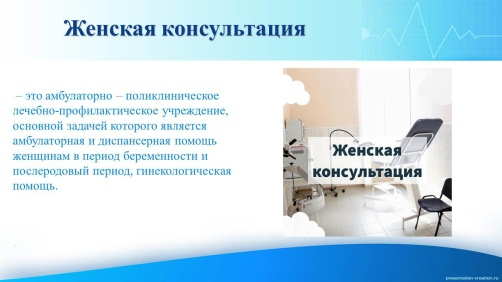 Женская консультация
– это амбулаторно – поликлиническое
лечебно-профилактическое учреждение,
основной задачей которого является
амбулаторная и диспансерная помощь
женщинам в период беременности и
послеродовый период, гинекологическая
помощь.
Женская
консультация
presentation-creation.ru